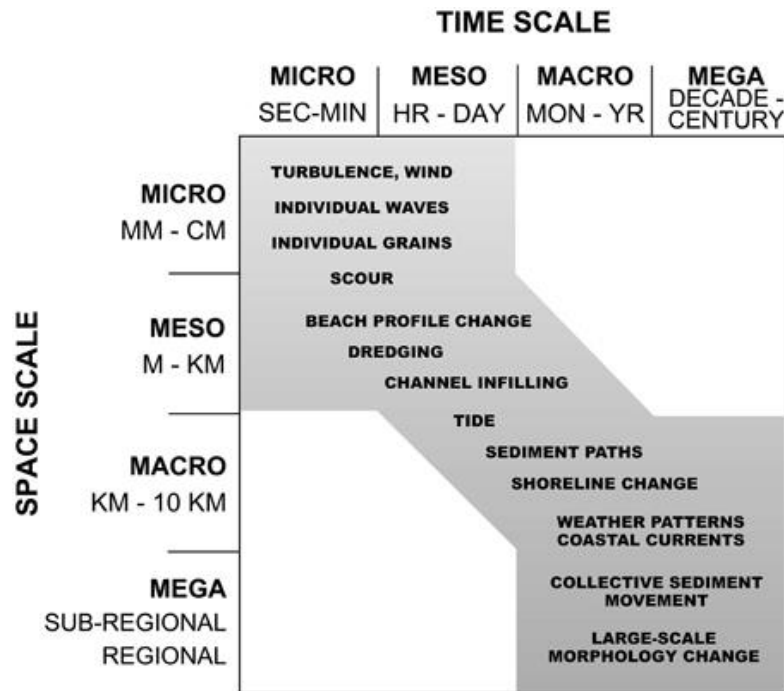 TIME SCALE
MICRO
SEC-MIN
MESO
HR - DAY
MACRO
MON - YR
MEGA
DECADE -
CENTURY
SPACE SCALE
MICRO
MM - CM
MESO
M - KM
MACRO
KM - 10 KM
MEGA
SUB-REGIONAL
REGIONAL
TURBULENCE, WIND
INDIVIDUAL WAVES
INDIVIDUAL GRAINS
SCOUR
BEACH PROFILE CHANGE
DREDGING
CHANNEL INFILLING
TIDE
SEDIMENT PATHS
SHORELINE CHANGE
WEATHER PATTERNS
COASTAL CURRENTS
COLLECTIVE SEDIMENT
MOVEMENT
LARGE-SCALE
MORPHOLOGY CHANGE